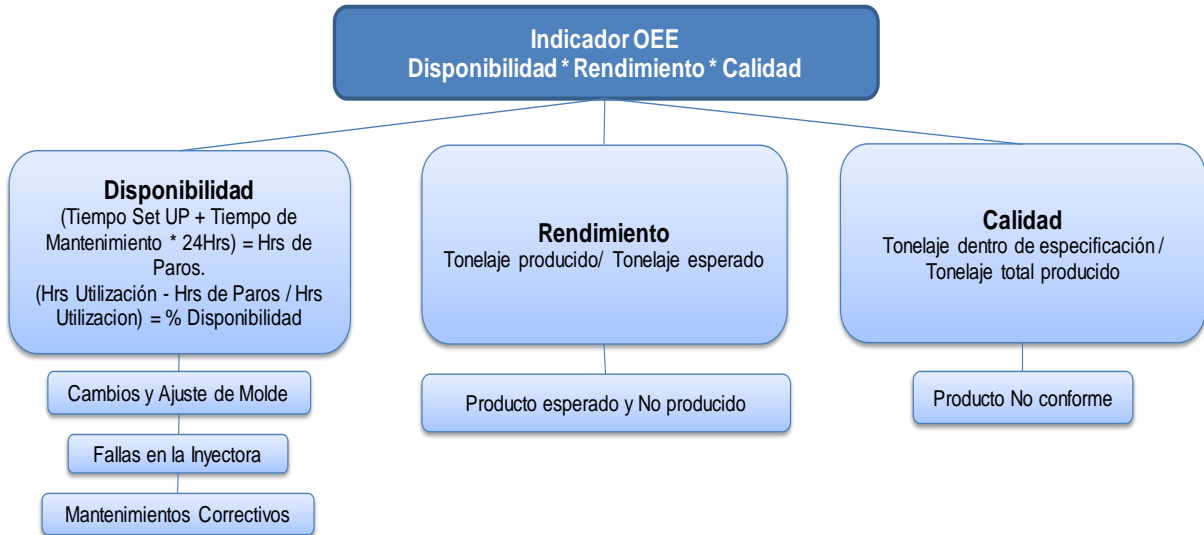 Indicador OEE
Disponibilidad * Rendimiento * Calidad
Disponibilidad
(Tiempo Set UP + Tiempo de
Mantenimiento * 24Hrs) = Hrs de
Paros.
(Hrs Utilización - Hrs de Paros / Hrs
Utilizacion) = % Disponibilidad
Cambios y Ajuste de Molde
Fallas en la Inyectora
Mantenimientos Correctivos
Rendimiento
Tonelaje producido/ Tonelaje esperado
Producto esperado y No producido
Calidad
Tonelaje dentro de especificación /
Tonelaje total producido
Producto No conforme